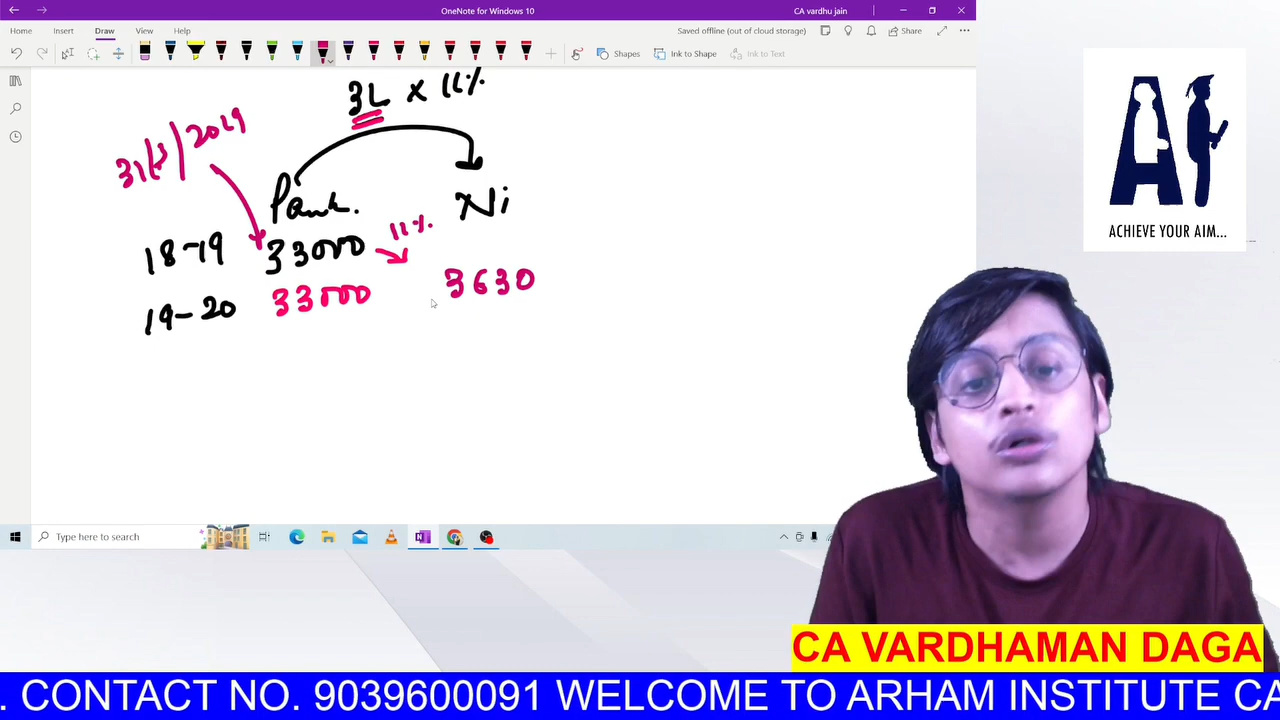 OneNote for Windows 10
CA vardhu jain
Home Insert Draw View Help
Saved offline (out of cloud storage)
Share
Shapes
Ink to Shape
Ink to Text
3L x 11%
31/3/2019
Pank.
Ni
18-19 33000 11%
19-20 33000 3630
ACHIEVE YOUR AIM...
Type here to search
CA VARDHAMAN DAGA
. CONTACT NO. 9039600091 WELCOME TO ARHAM INSTITUTE CA